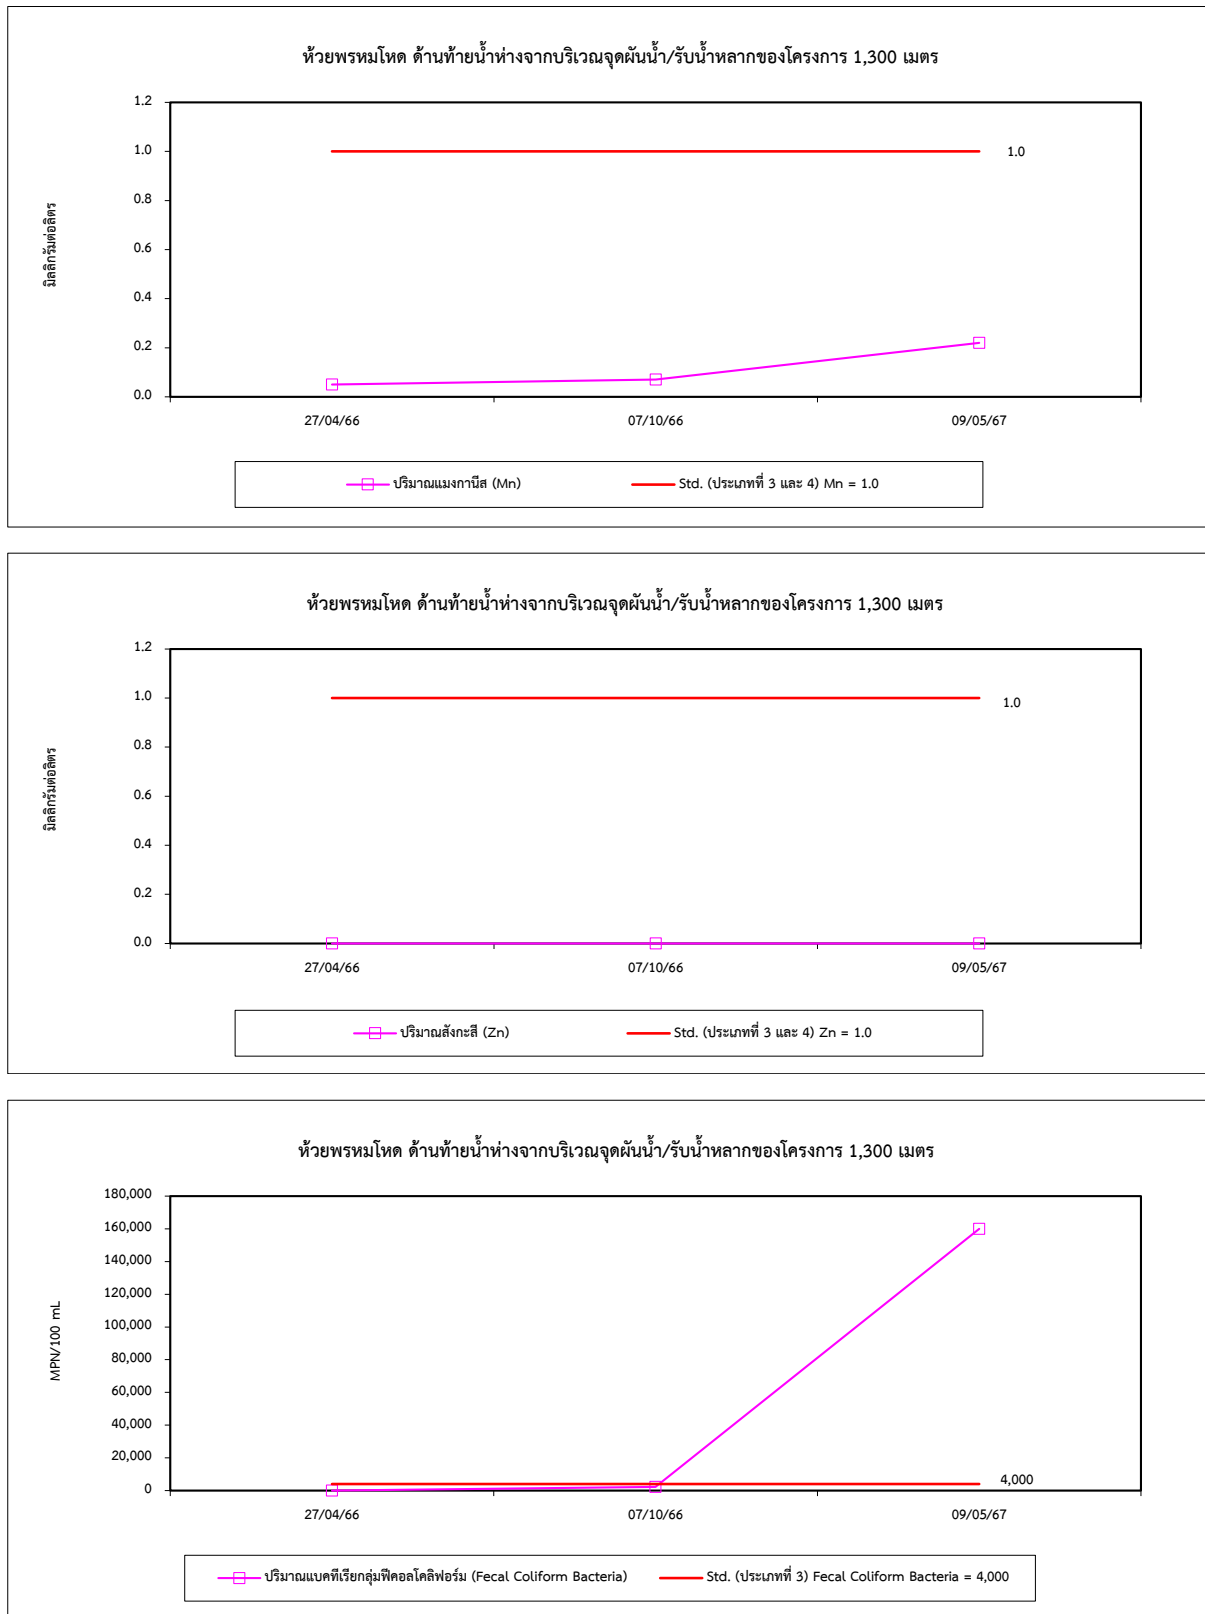 ห้วยพรหมโหด ด้านท้ายน้ำห่างจากบริเวณจุดผันน้ำ/รับน้ำหลากของโครงการ 1,300 เมตร
มิลลิกรัมต่อลิตร
1.2
1.0
0.8
0.6
0.4
0.2
0.0
1.0
27/04/66 07/10/66 09/05/67
ปริมาณแมงกานีส (Mn) Std. (ประเภทที่ 3 และ 4) Mn = 1.0
ห้วยพรหมโหด ด้านท้ายน้ำห่างจากบริเวณจุดผันน้ำ/รับน้ำหลากของโครงการ 1,300 เมตร
มิลลิกรัมต่อลิตร
1.2
1.0
0.8
0.6
0.4
0.2
0.0
1.0
27/04/66 07/10/66 09/05/67
ปริมาณสังกะสี (Zn) Std. (ประเภทที่ 3 และ 4) Zn = 1.0
ห้วยพรหมโหด ด้านท้ายน้ำห่างจากบริเวณจุดผันน้ำ/รับน้ำหลากของโครงการ 1,300 เมตร
MPN/100 mL
180,000
160,000
140,000
120,000
100,000
80,000
60,000
40,000
20,000
0
4,000
27/04/66 07/10/66 09/05/67
ปริมาณแบคทีเรียกลุ่มฟีคอลโคลิฟอร์ม (Fecal Coliform Bacteria) Std. (ประเภทที่ 3) Fecal Coliform Bacteria = 4,000